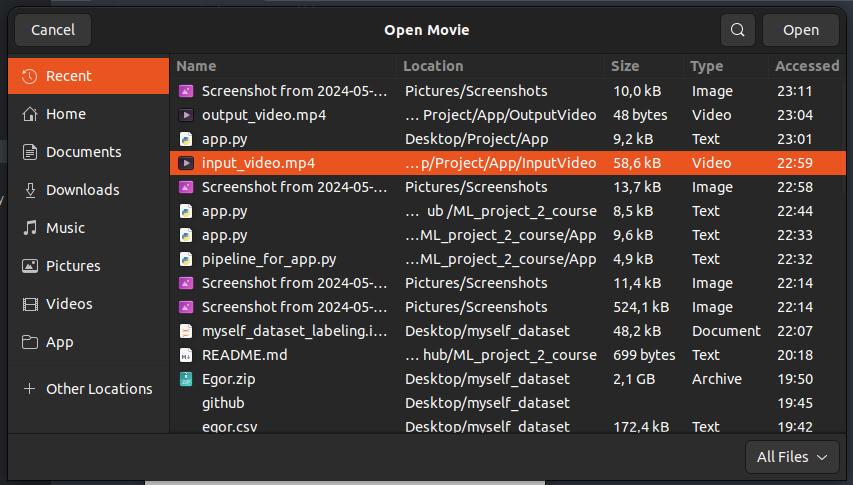 Cancel Open Movie Open
Name Location Size Type Accessed
Recent
Home
Documents
Downloads
Music
Pictures
Videos
App
Other Locations
Screenshot from 2024-05-… Pictures/Screenshots 10,0 kB Image 23:11
output_video.mp4 … Project/App/OutputVideo 48 bytes Video 23:04
app.py Desktop/Project/App 9,2 kB Text 23:01
input_video.mp4 …p/Project/App/InputVideo 58,6 kB Video 22:59
Screenshot from 2024-05-… Pictures/Screenshots 13,7 kB Image 22:58
app.py … ub /ML_project_2_course 8,5 kB Text 22:44
app.py …ML_project_2_course/App 9,6 kB Text 22:33
pipeline_for_app.py …ML_project_2_course/App 4,9 kB Text 22:32
Screenshot from 2024-05-… Pictures/Screenshots 11,4 kB Image 22:14
Screenshot from 2024-05-… Pictures/Screenshots 524,1 kB Image 22:14
myself_dataset_labeling.i… Desktop/myself_dataset 48,2 kB Document 22:07
README.md … hub/ML_project_2_course 699 bytes Text 20:18
Egor.zip Desktop/myself_dataset 2,1 GB Archive 19:50
github Desktop/myself_dataset 19:45
egor.csv Desktop/myself_dataset 172,4 kB Text 19:42
All Files